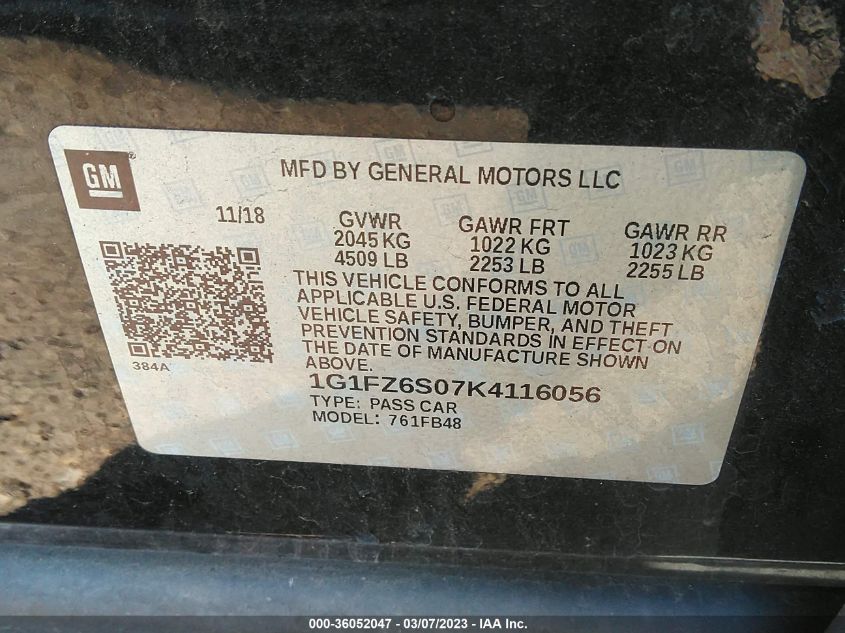 GM
MFD BY GENERAL MOTORS LLC
11/18
GVWR
2045 KG
4509 LB
GAWR FRT
1022 KG
2253 LB
GAWR RR
1023 KG
2255 LB
THIS VEHICLE CONFORMS TO ALL
APPLICABLE U.S. FEDERAL MOTOR
VEHICLE SAFETY, BUMPER, AND THEFT
PREVENTION STANDARDS IN EFFECT ON
THE DATE OF MANUFACTURE SHOWN
ABOVE.
384A
1G1FZ6S07K4116056
TYPE: PASS CAR
MODEL: 761FB48
000-36052047 - 03/07/2023 - IAA Inc.